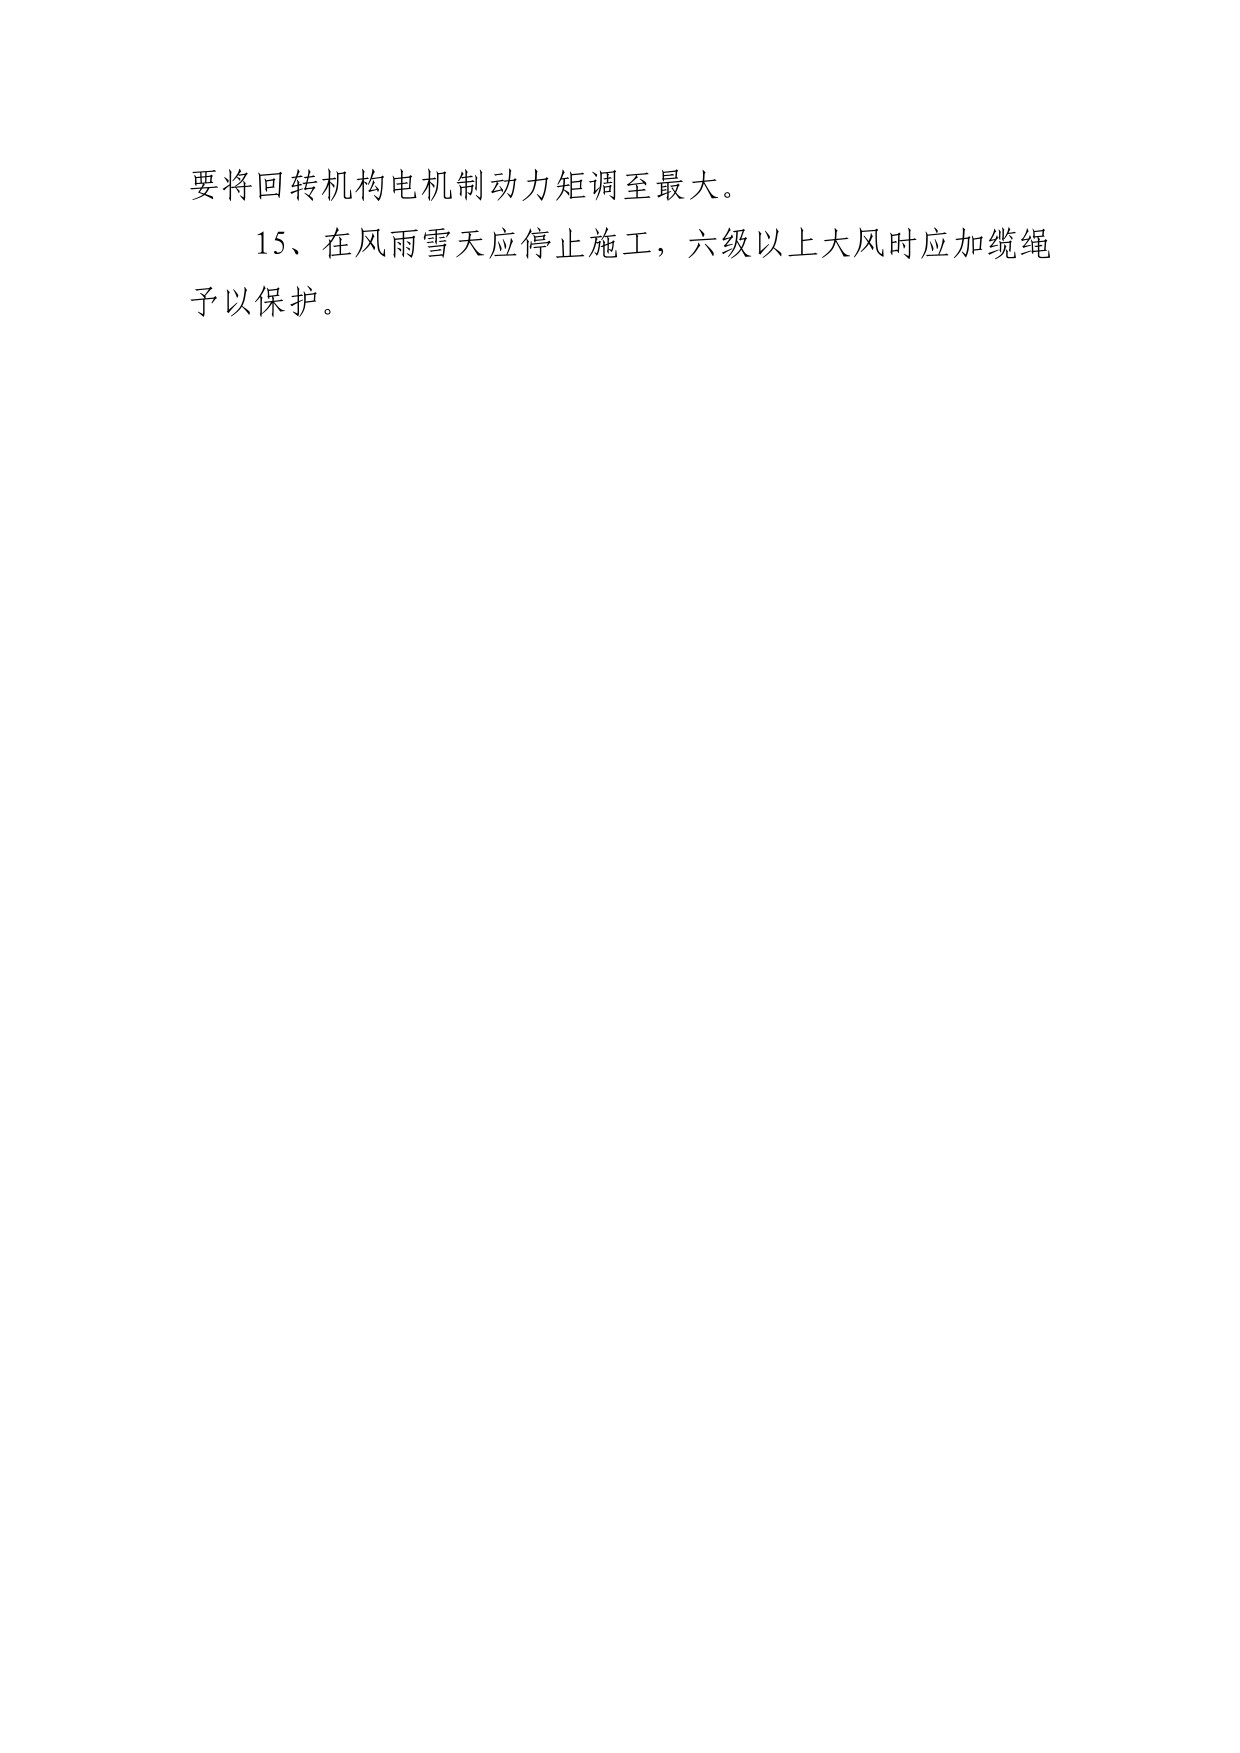 要将回转机构电机制动力矩调至最大。
15、在风雨雪天应停止施工，六级以上大风时应加缆绳
予以保护。